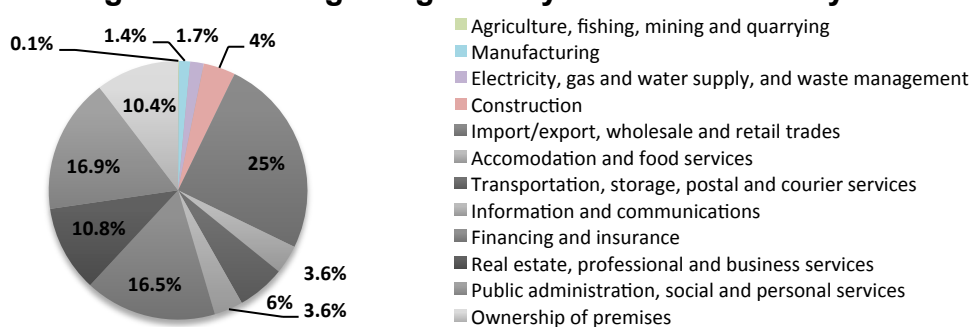 0.1%
1.4%
1.7%
4%
25%
3.6%
3.6%
6%
16.5%
10.8%
16.9%
10.4%
Agriculture, fishing, mining and quarrying
Manufacturing
Electricity, gas and water supply, and waste management
Construction
Import/export, wholesale and retail trades
Accomodation and food services
Transportation, storage, postal and courier services
Information and communications
Financing and insurance
Real estate, professional and business services
Public administration, social and personal services
Ownership of premises